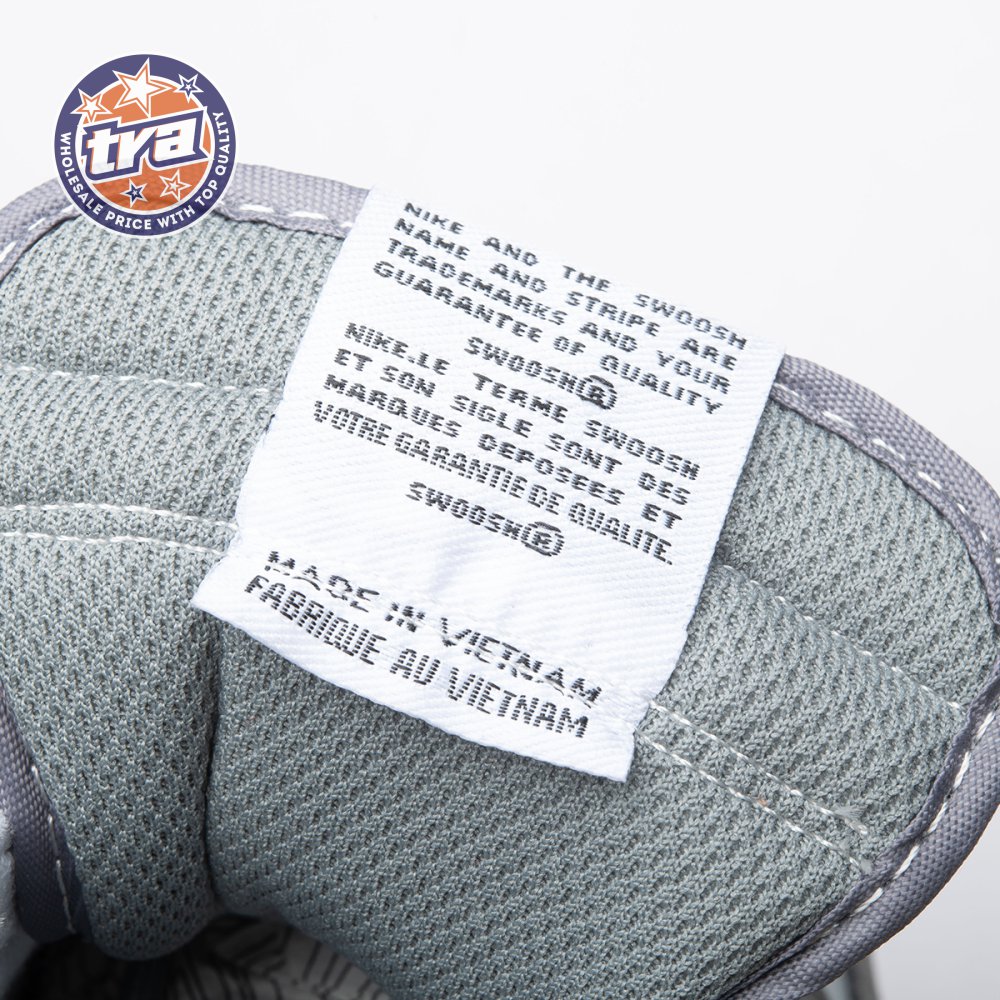 tra
WHOLESALE PRICE WITH TOP QUALITY
NIKE AND THE SWOOSH
NAME AND STRIPE ARE
TRADEMARKS AND YOUR
GUARANTEE OF QUALITY
SWOOSH®
NIKE.LE TERME SWOOSH
ET SON SIGLE SONT DES
MARQUES DEPOSEES ET
VOTRE GARANTIE DE QUALITE.
SWOOSH®
MADE IN VIETNAM
FABRIQUE AU VIETNAM